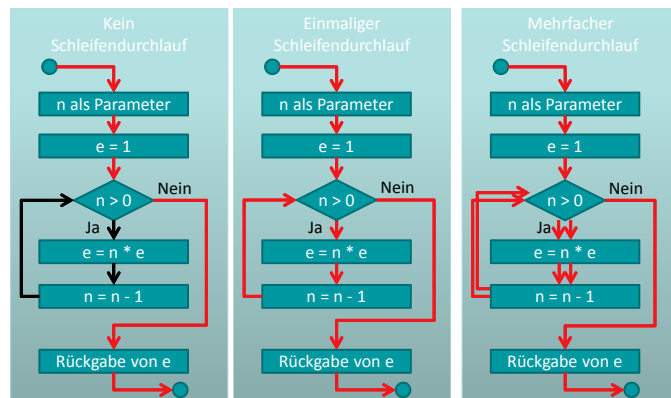 Kein
Schleifendurchlauf
n als Parameter
e = 1
n > 0
Nein
Ja
e = n * e
n = n - 1
Rückgabe von e
Einmaliger
Schleifendurchlauf
n als Parameter
e = 1
n > 0
Nein
Ja
e = n * e
n = n - 1
Rückgabe von e
Mehrfacher
Schleifendurchlauf
n als Parameter
e = 1
n > 0
Nein
Ja
e = n * e
n = n - 1
Rückgabe von e